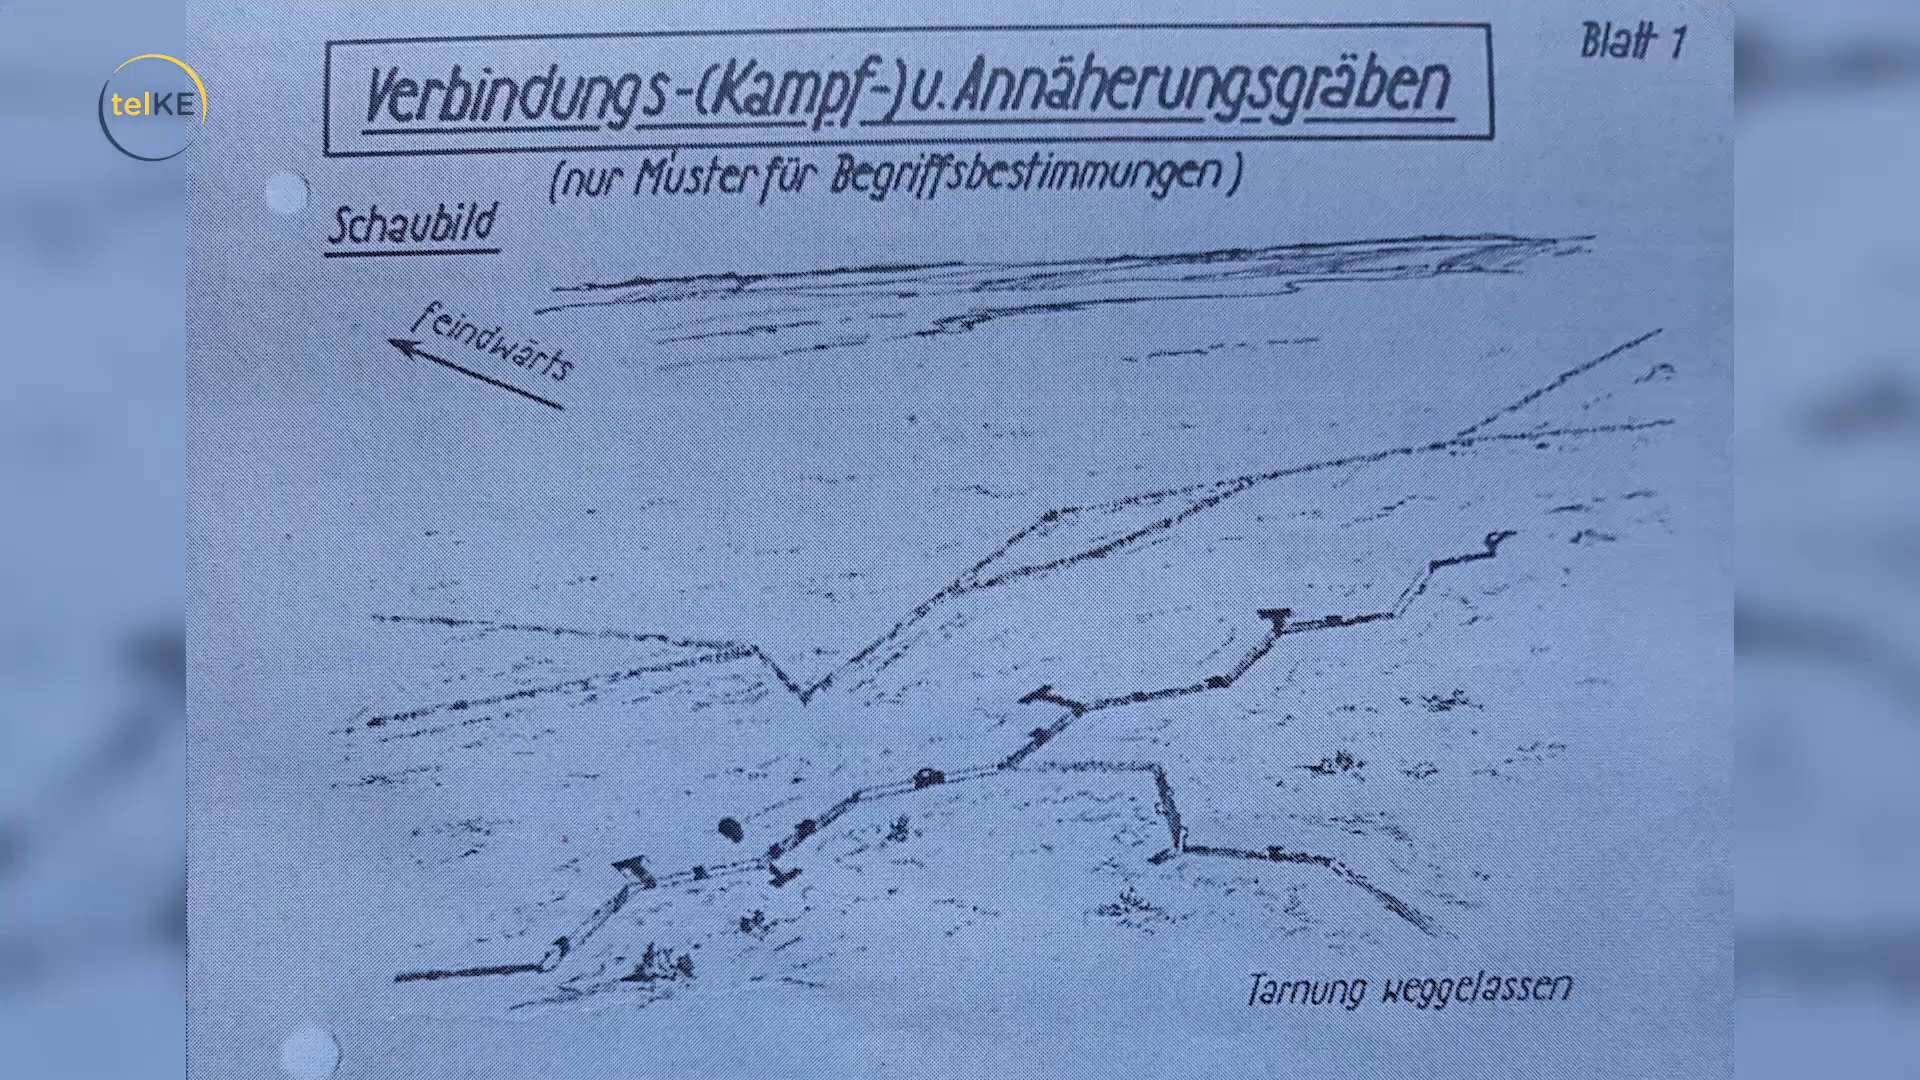 Blatt 1
telKE
Verbindungs-(Kampf-)u. Annäherungsgräben
(nur Muster für Begriffsbestimmungen)
Schaubild
feindwärts
Tarnung weggelassen